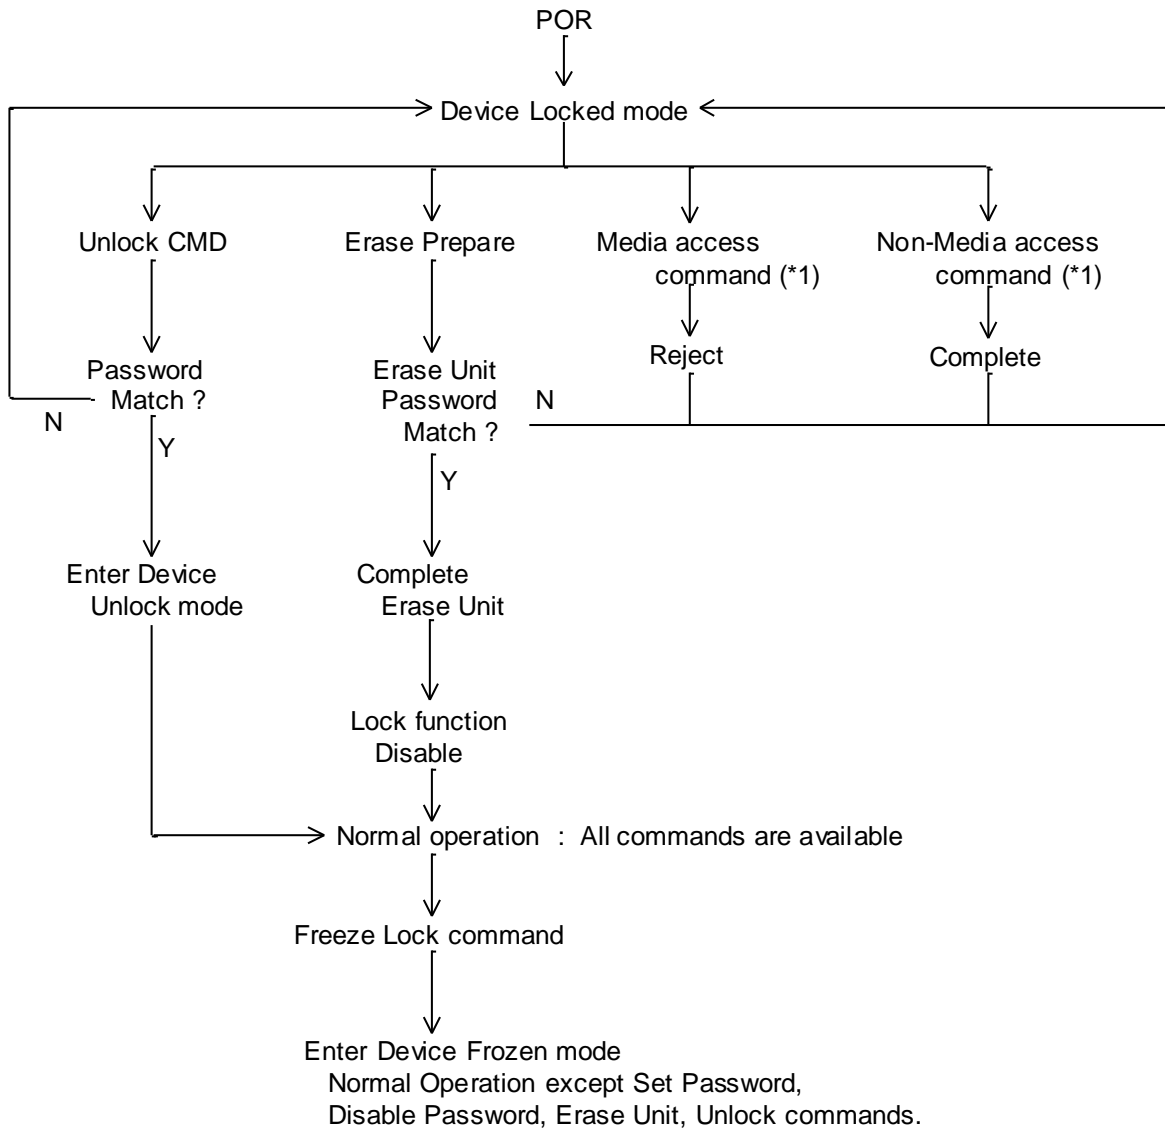 POR
Device Locked mode
Unlock CMD
Erase Prepare
Media access
command (*1)
Non-Media access
command (*1)
Password
Match ?
N
Y
Erase Unit
Password
Match ?
N
Y
Reject
Complete
Enter Device
Unlock mode
Complete
Erase Unit
Lock function
Disable
Normal operation : All commands are available
Freeze Lock command
Enter Device Frozen mode
Normal Operation except Set Password,
Disable Password, Erase Unit, Unlock commands.